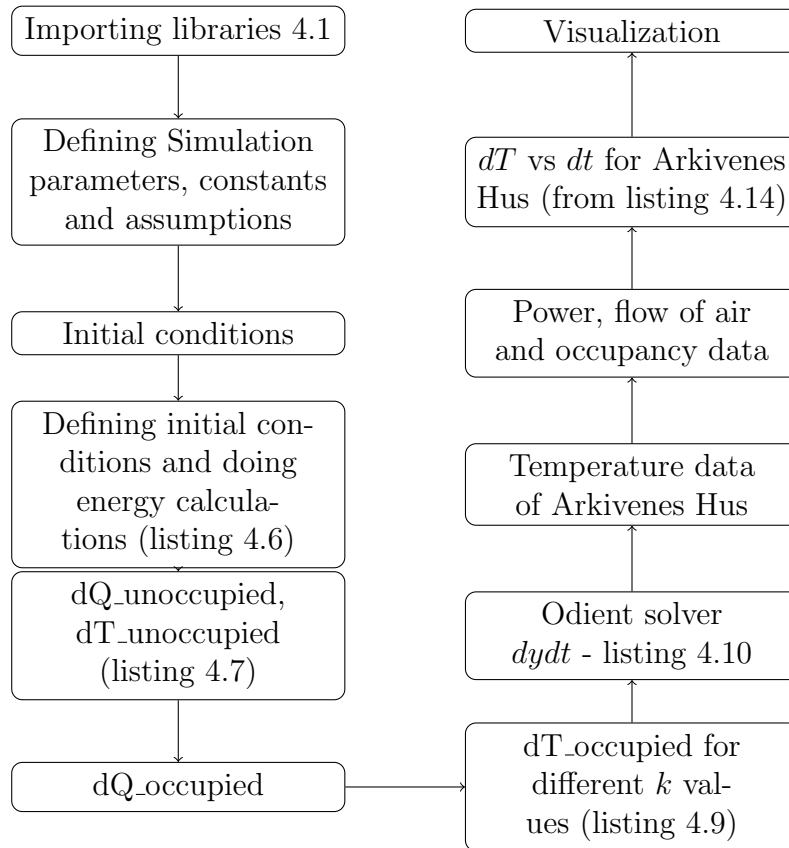 Importing libraries 4.1
Defining Simulation
parameters, constants
and assumptions
Initial conditions
Defining initial con-
ditions and doing
energy calcula-
tions (listing 4.6)
dQ_unoccupied,
dT_unoccupied
(listing 4.7)
dQ_occupied
dT_occupied for
different k val-
ues (listing 4.9)
Odient solver
dydt - listing 4.10
Temperature data
of Arkivenes Hus
Power, flow of air
and occupancy data
dT vs dt for Arkivenes
Hus (from listing 4.14)
Visualization